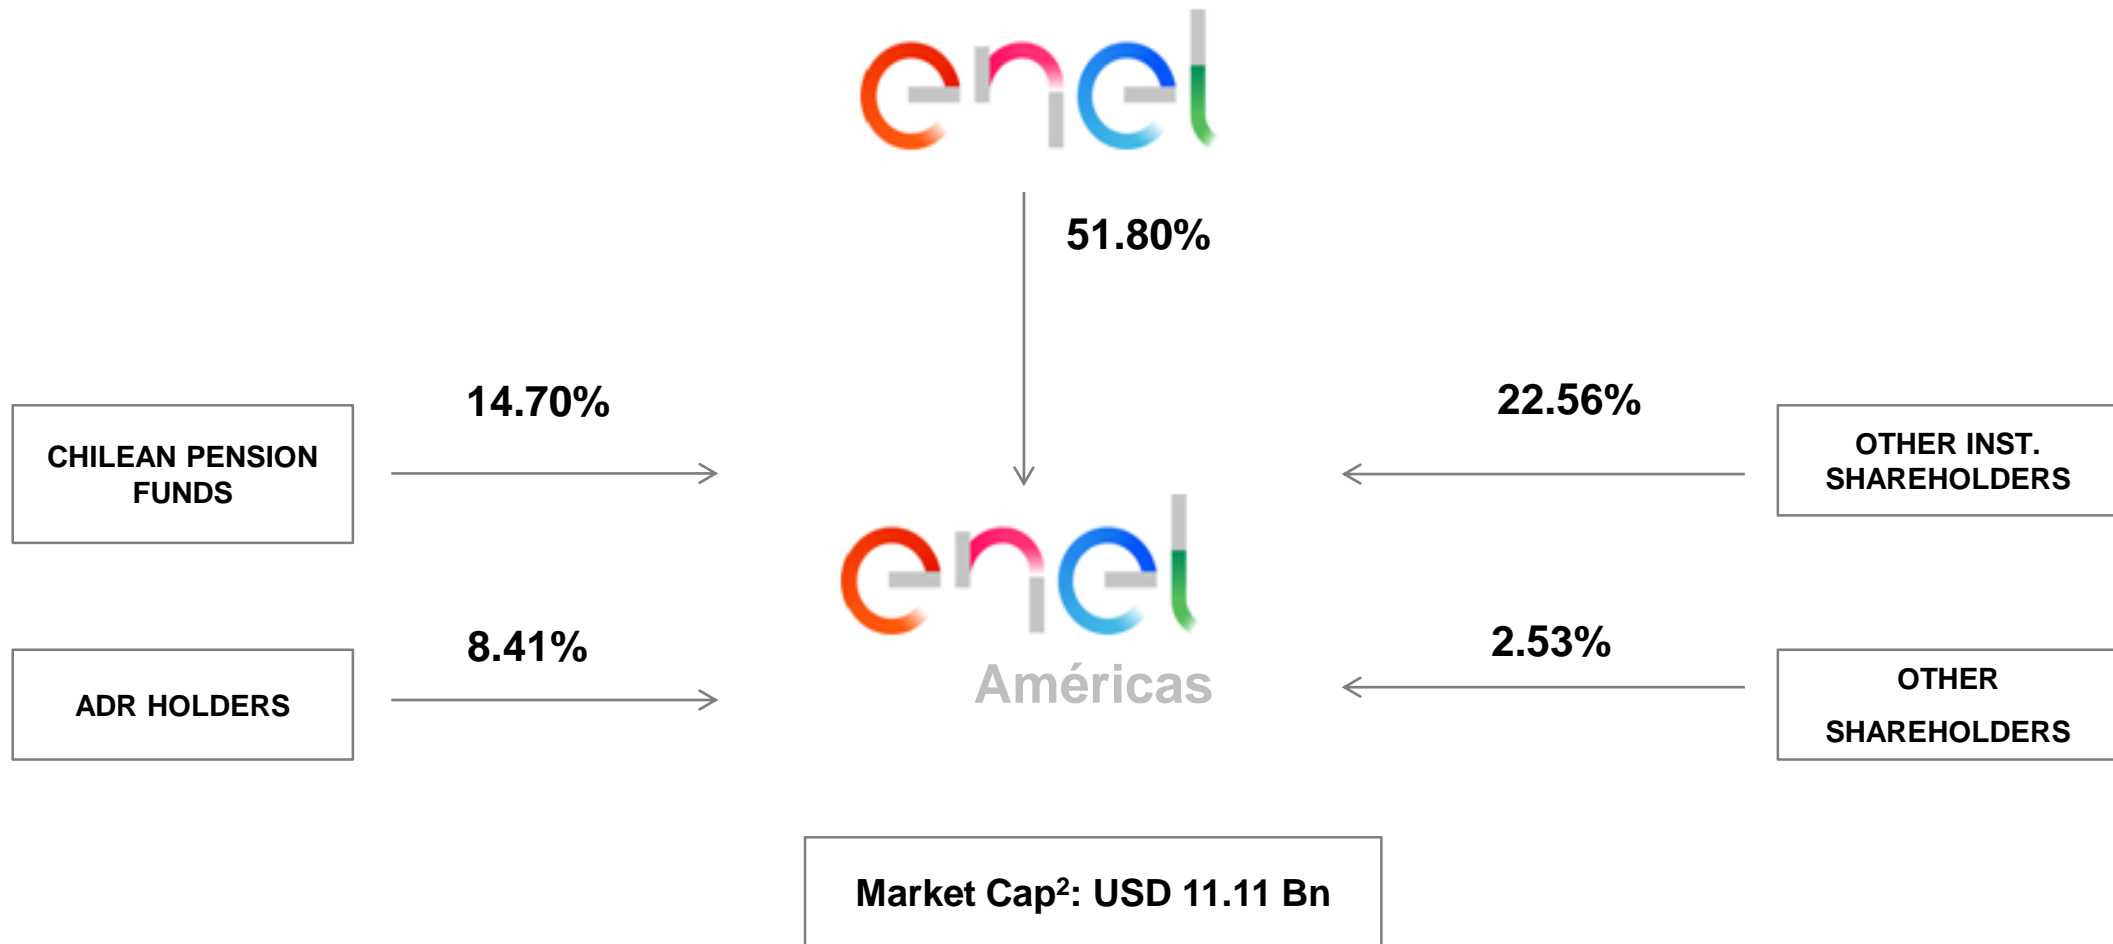 enel
51.80%
14.70%
22.56%
CHILEAN PENSION
FUNDS
OTHER INST.
SHAREHOLDERS
enel
Américas
8.41%
2.53%
ADR HOLDERS
OTHER
SHAREHOLDERS
Market Cap²: USD 11.11 Bn